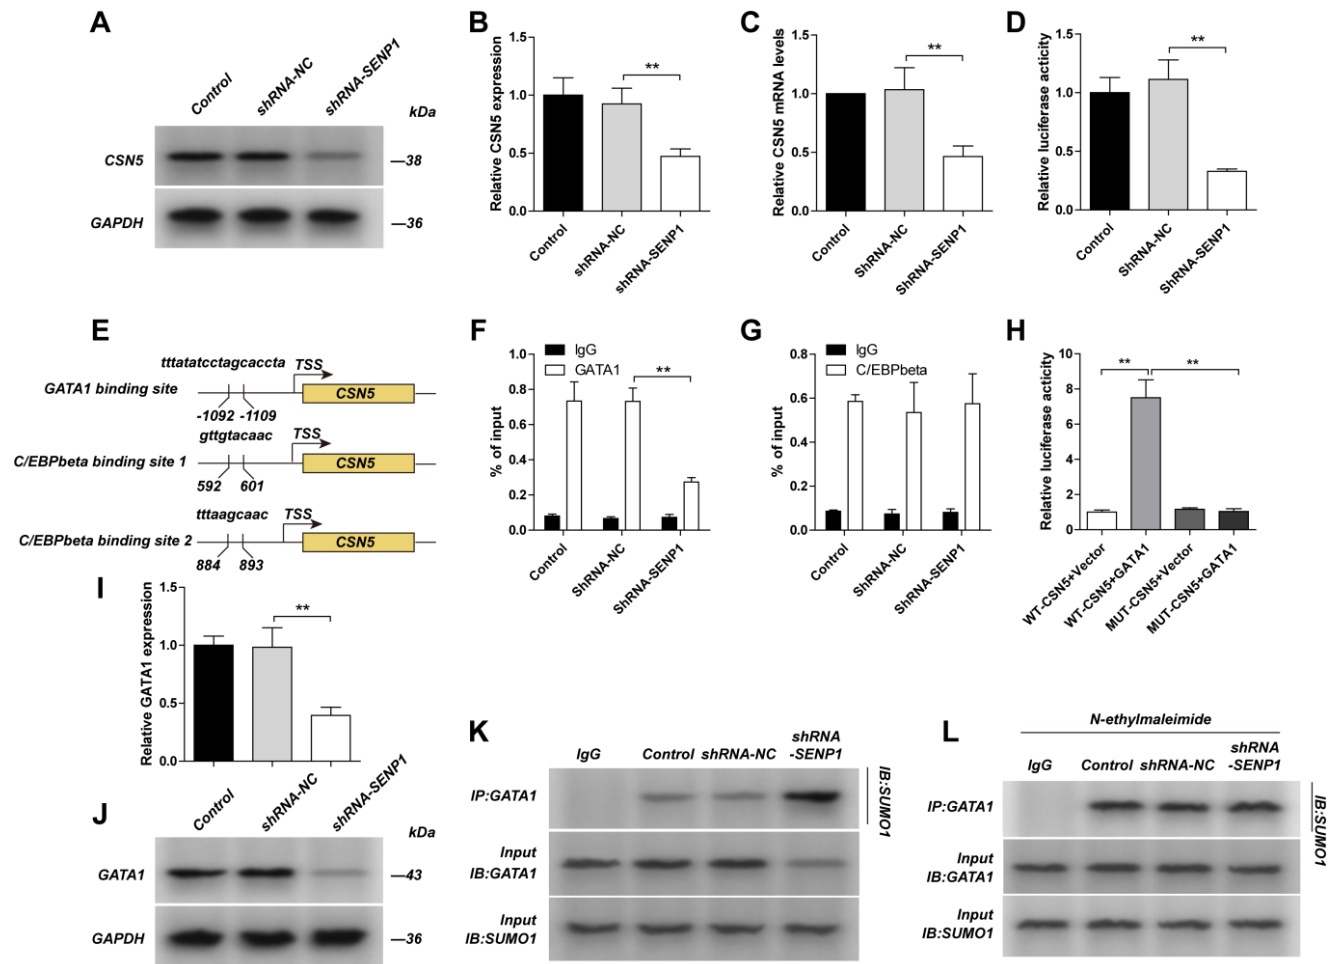 A
Control
shRNA-NC
shRNA-SENP1
kDa
CSN5
—38
GAPDH
—36
B
Relative CSN5 expression
1.5
1.0
0.5
0.0
**
Control
shRNA-NC
shRNA-SENP1
C
Relative CSN5 mRNA levels
1.5
1.0
0.5
0.0
**
Control
ShRNA-NC
ShRNA-SENP1
D
Relative luciferase acticity
1.5
1.0
0.5
0.0
**
Control
ShRNA-NC
ShRNA-SENP1
E
tttatatcctagcaccta
TSS
GATA1 binding site
CSN5
-1092 -1109
gttgtacaac
TSS
C/EBPbeta binding site 1
CSN5
592 601
tttaagcaac
TSS
C/EBPbeta binding site 2
CSN5
884 893
F
IgG
GATA1
% of input
1.0
0.8
0.6
0.4
0.2
0.0
**
Control
ShRNA-NC
ShRNA-SENP1
G
IgG
C/EBPbeta
% of input
0.8
0.6
0.4
0.2
0.0
Control
ShRNA-NC
ShRNA-SENP1
H
Relative luciferase acticity
10
8
6
4
2
0
**
**
WT-CSN5+Vector
WT-CSN5+GATA1
MUT-CSN5+Vector
MUT-CSN5+GATA1
I
Relative GATA1 expression
1.5
1.0
0.5
0.0
**
Control
shRNA-NC
shRNA-SENP1
J
kDa
GATA1
—43
GAPDH
—36
K
IgG
Control
shRNA-NC
shRNA
-SENP1
IP:GATA1
IB:SUMO1
Input
IB:GATA1
Input
IB:SUMO1
L
N-ethylmaleimide
IgG
Control
shRNA-NC
shRNA
-SENP1
IP:GATA1
IB:SUMO1
Input
IB:GATA1
Input
IB:SUMO1